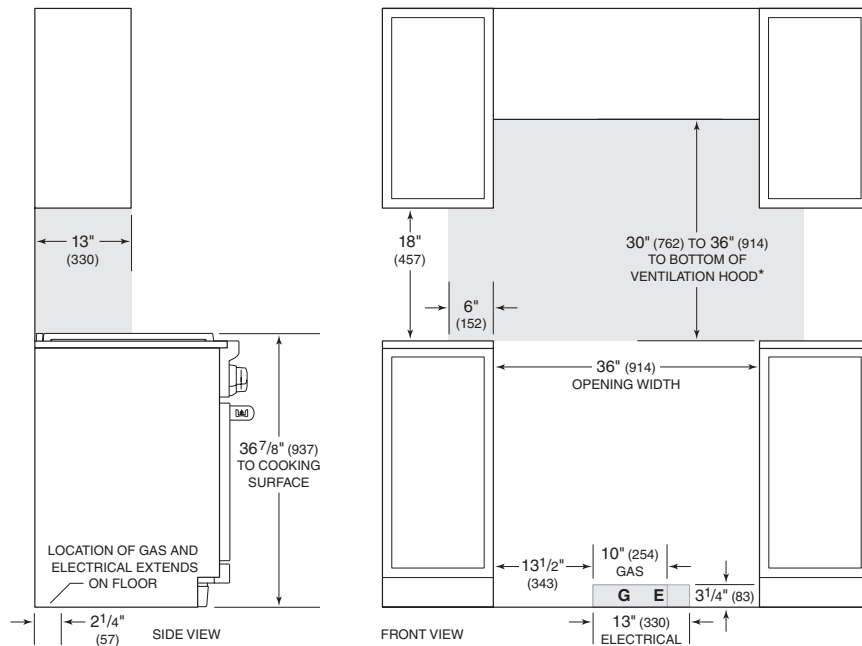 13"
(330)
18"
(457)
30" (762) TO 36" (914)
TO BOTTOM OF
VENTILATION HOOD*
6"
(152)
36" (914)
OPENING WIDTH
36 7/8" (937)
TO COOKING
SURFACE
LOCATION OF GAS AND
ELECTRICAL EXTENDS
ON FLOOR
13 1/2"
(343)
10" (254)
GAS
G E
3 1/4" (83)
2 1/4"
(57)
SIDE VIEW
FRONT VIEW
13" (330)
ELECTRICAL